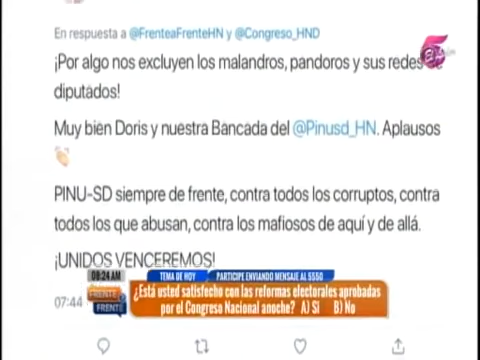 En respuesta a @FrenteaFrenteHN y @Congreso_HND
¡Por algo nos excluyen los malandros, pandoros y sus redes de
diputados!
Muy bien Doris y nuestra Bancada del @Pinusd_HN. Aplausos
👏🏻
PINU-SD siempre de frente, contra todos los corruptos, contra
todos los que abusan, contra los mafiosos de aquí y de allá.
¡UNIDOS VENCEREMOS!
08:24 AM
TEMA DE HOY
PARTICIPE ENVIANDO MENSAJE AL 5550
FRENTE a FRENTE
¿Está usted satisfecho con las reformas electorales aprobadas
por el Congreso Nacional anoche? A) SI B) No
07:44
5